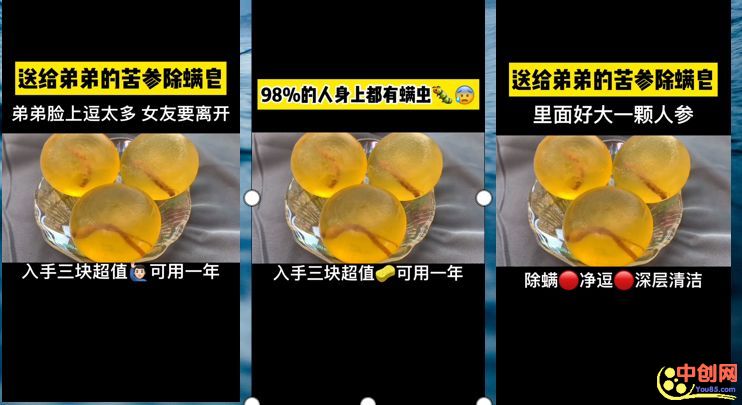 送给弟弟的苦参除螨皂
弟弟脸上逗太多 女友要离开
入手三块超值🙋🏻‍♂️可用一年
98%的人身上都有螨虫🐛😰
入手三块超值🧽可用一年
送给弟弟的苦参除螨皂
里面好大一颗人参
除螨🔴净逗🔴深层清洁
中创网
You85.com